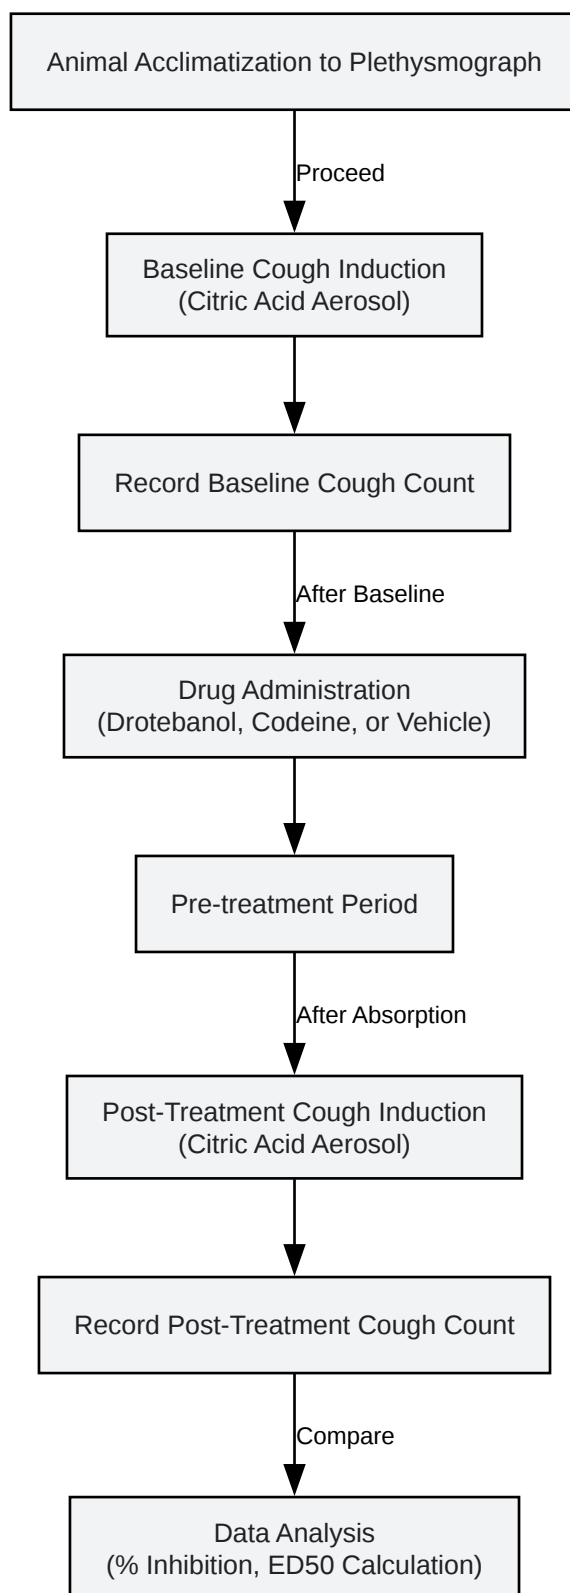 Animal Acclimatization to Plethysmograph
Proceed
Baseline Cough Induction
(Citric Acid Aerosol)
Record Baseline Cough Count
After Baseline
Drug Administration
(Drotebanol, Codeine, or Vehicle)
Pre-treatment Period
After Absorption
Post-Treatment Cough Induction
(Citric Acid Aerosol)
Record Post-Treatment Cough Count
Compare
Data Analysis
(% Inhibition, ED50 Calculation)